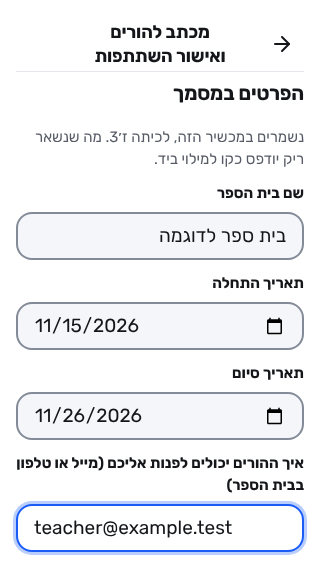 מכתב להורים
ואישור השתתפות
הפרטים במסמך
נשמרים במכשיר הזה, לכיתה ז׳3. מה שנשאר
ריק יודפס כקו למילוי ביד.
שם בית הספר
בית ספר לדוגמה
תאריך התחלה
11/15/2026
תאריך סיום
11/26/2026
איך ההורים יכולים לפנות אליכם (מייל או טלפון
בבית הספר)
teacher@example.test